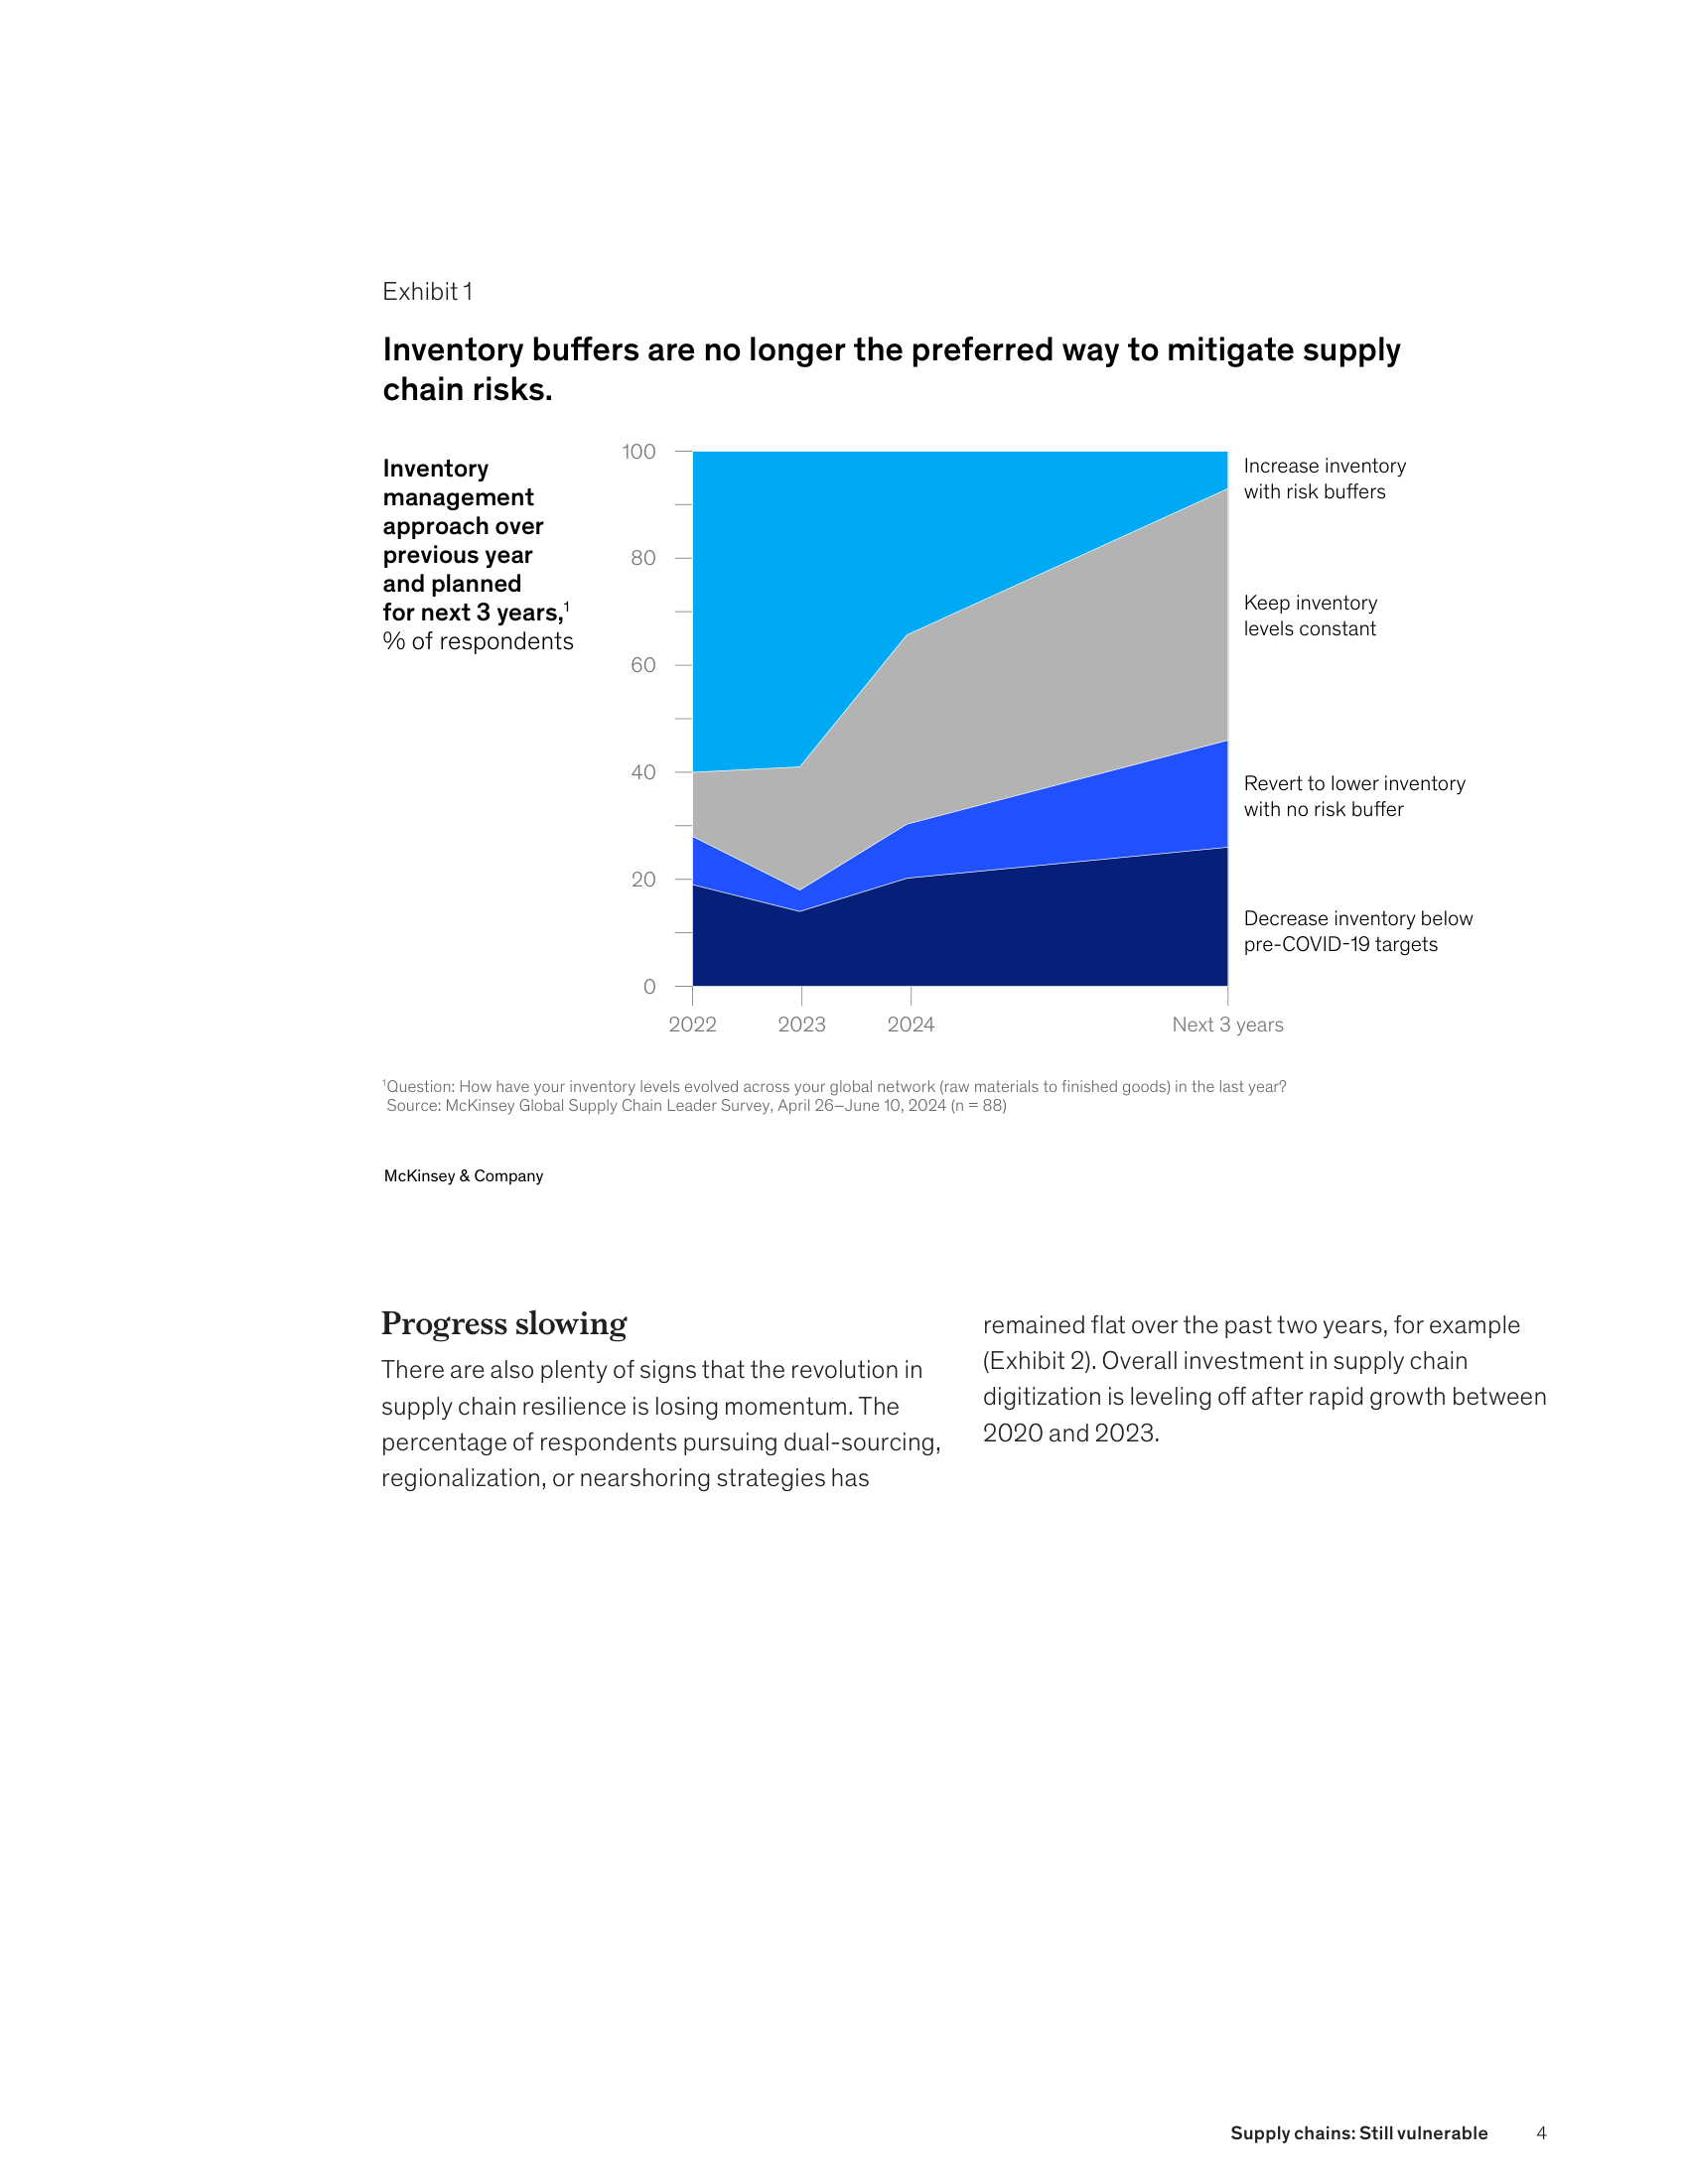 Exhibit 1
Inventory buffers are no longer the preferred way to mitigate supply
chain risks.
Inventory
management
approach over
previous year
and planned
for next 3 years,1
% of respondents
100
80
60
40
20
0
2022
2023
2024
Next 3 years
Increase inventory
with risk buffers
Keep inventory
levels constant
Revert to lower inventory
with no risk buffer
Decrease inventory below
pre-COVID-19 targets
1Question: How have your inventory levels evolved across your global network (raw materials to finished goods) in the last year?
Source: McKinsey Global Supply Chain Leader Survey, April 26–June 10, 2024 (n = 88)
McKinsey & Company
Progress slowing
There are also plenty of signs that the revolution in
supply chain resilience is losing momentum. The
percentage of respondents pursuing dual-sourcing,
regionalization, or nearshoring strategies has
remained flat over the past two years, for example
(Exhibit 2). Overall investment in supply chain
digitization is leveling off after rapid growth between
2020 and 2023.
Supply chains: Still vulnerable 4